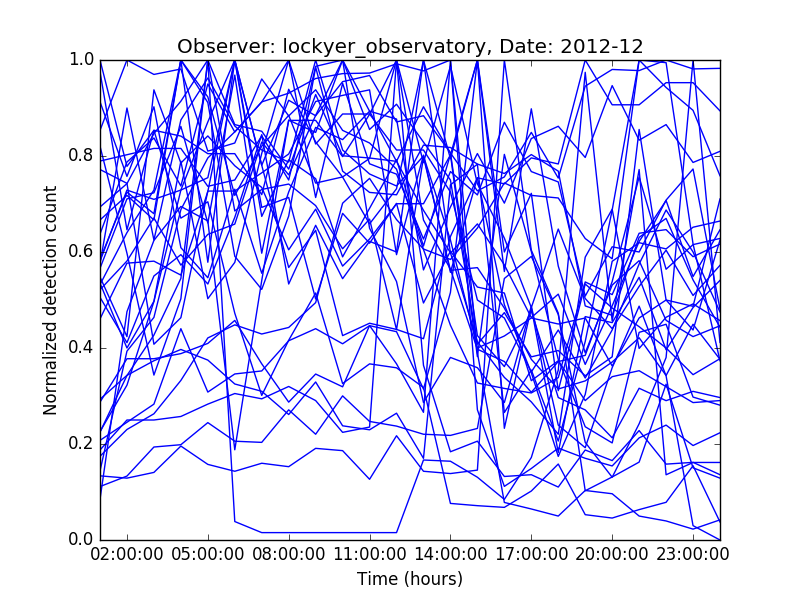 Observer: lockyer_observatory, Date: 2012-12
Normalized detection count
1.0
0.8
0.6
0.4
0.2
0.0
02:00:00 05:00:00 08:00:00 11:00:00 14:00:00 17:00:00 20:00:00 23:00:00
Time (hours)